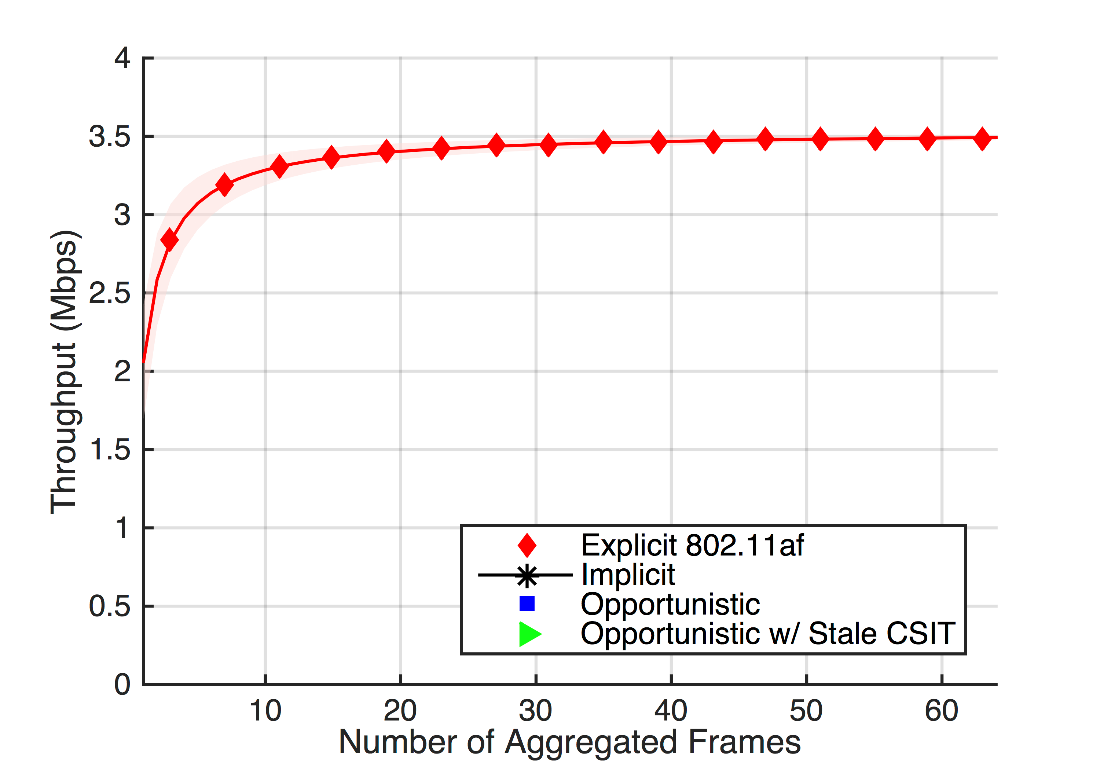 4
3.5
3
2.5
2
1.5
1
0.5
0
Throughput (Mbps)
Explicit 802.11af
Implicit
Opportunistic
Opportunistic w/ Stale CSIT
10 20 30 40 50 60
Number of Aggregated Frames